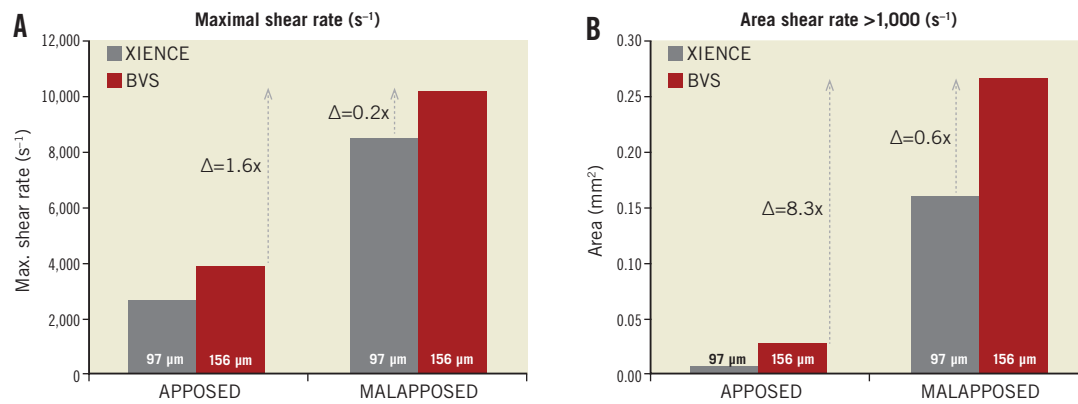 A
Maximal shear rate (s⁻¹)
12,000
10,000
8,000
6,000
4,000
2,000
0
Max. shear rate (s⁻¹)
XIENCE
BVS
Δ=1.6x
Δ=0.2x
97 µm
156 µm
97 µm
156 µm
APPOSED
MALAPPOSED
B
Area shear rate >1,000 (s⁻¹)
0.30
0.25
0.20
0.15
0.10
0.05
0.00
Area (mm²)
XIENCE
BVS
Δ=8.3x
Δ=0.6x
97 µm
156 µm
97 µm
156 µm
APPOSED
MALAPPOSED